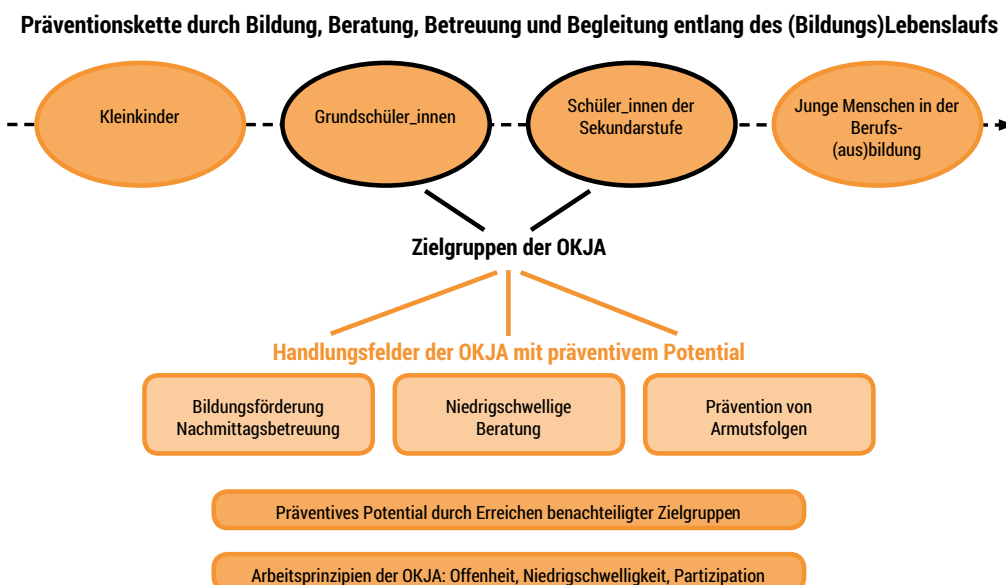 Präventionskette durch Bildung, Beratung, Betreuung und Begleitung entlang des (Bildungs)Lebenslaufs
Kleinkinder
Grundschüler_innen
Schüler_innen der
Sekundarstufe
Junge Menschen in der
Berufs-
(aus)bildung
Zielgruppen der OKJA
Handlungsfelder der OKJA mit präventivem Potential
Bildungsförderung
Nachmittagsbetreuung
Niedrigschwellige
Beratung
Prävention von
Armutsfolgen
Präventives Potential durch Erreichen benachteiligter Zielgruppen
Arbeitsprinzipien der OKJA: Offenheit, Niedrigschwelligkeit, Partizipation